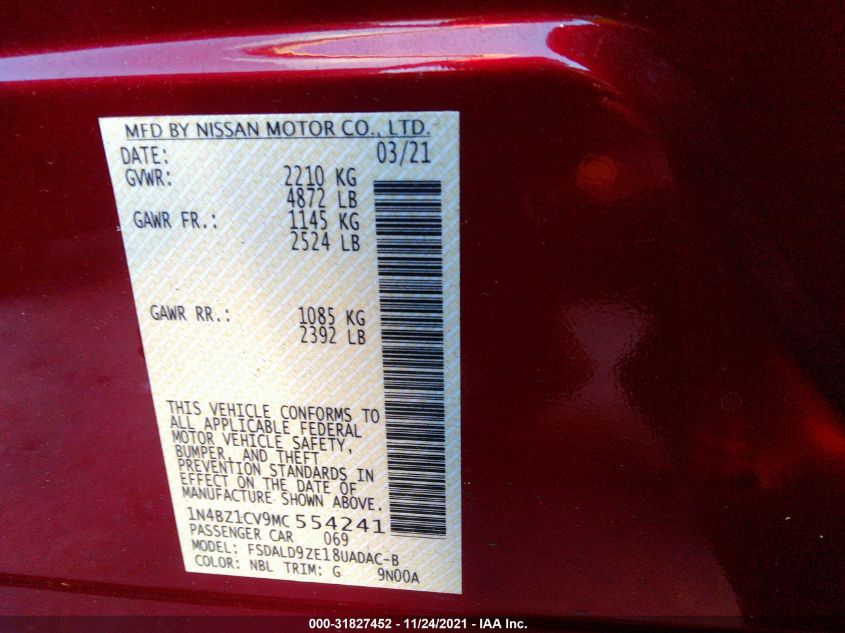 MFD BY NISSAN MOTOR CO., LTD.
DATE: 03/21
GVWR: 2210 KG
4872 LB
GAWR FR.: 1145 KG
2524 LB
GAWR RR.: 1085 KG
2392 LB
THIS VEHICLE CONFORMS TO
ALL APPLICABLE FEDERAL
MOTOR VEHICLE SAFETY,
BUMPER, AND THEFT
PREVENTION STANDARDS IN
EFFECT ON THE DATE OF
MANUFACTURE SHOWN ABOVE.
1N4BZ1CV9MC 554241
PASSENGER CAR 069
MODEL: FSDALD9ZE18UADAC-B
COLOR: NBL TRIM: G 9N00A
000-31827452 - 11/24/2021 - IAA Inc.